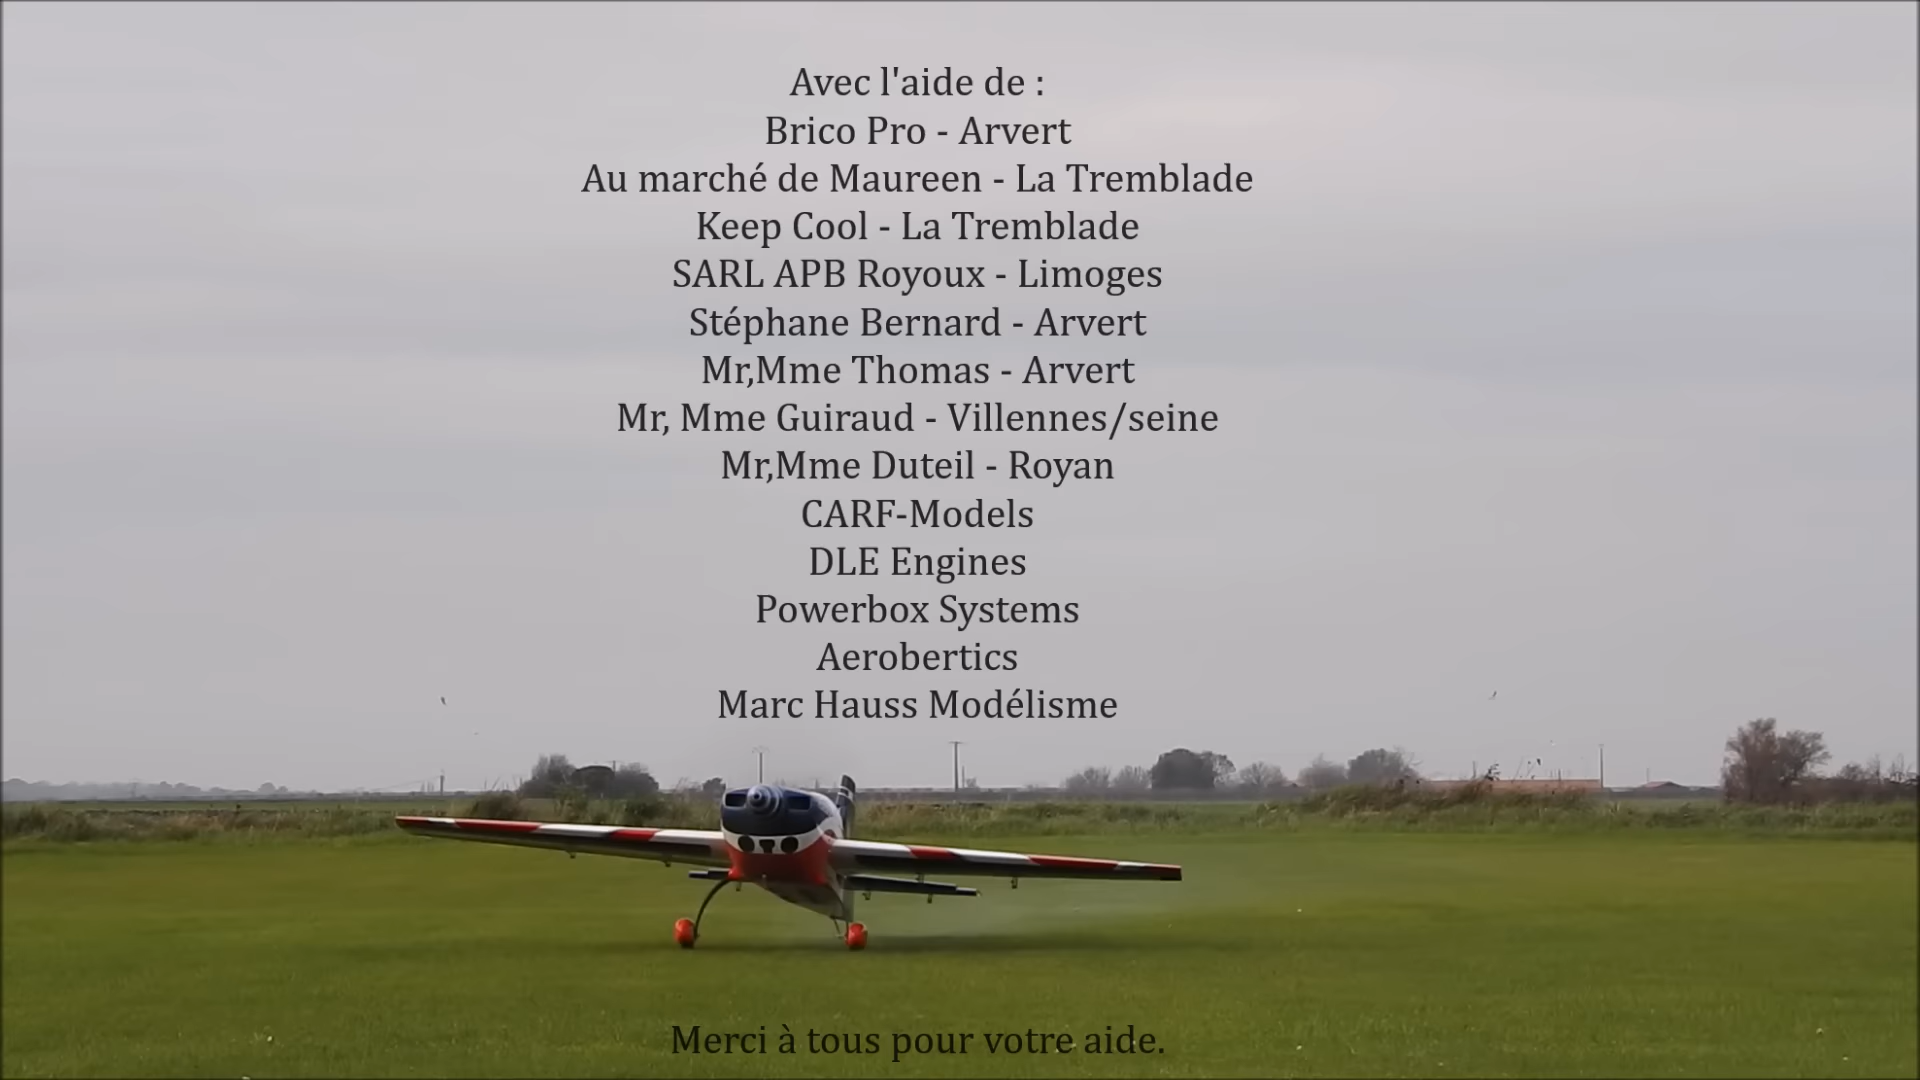 Avec l'aide de :
Brico Pro - Arvert
Au marché de Maureen - La Tremblade
Keep Cool - La Tremblade
SARL APB Royoux - Limoges
Stéphane Bernard - Arvert
Mr,Mme Thomas - Arvert
Mr, Mme Guiraud - Villennes/seine
Mr,Mme Duteil - Royan
CARF-Models
DLE Engines
Powerbox Systems
Aerobertics
Marc Hauss Modélisme
Merci à tous pour votre aide.